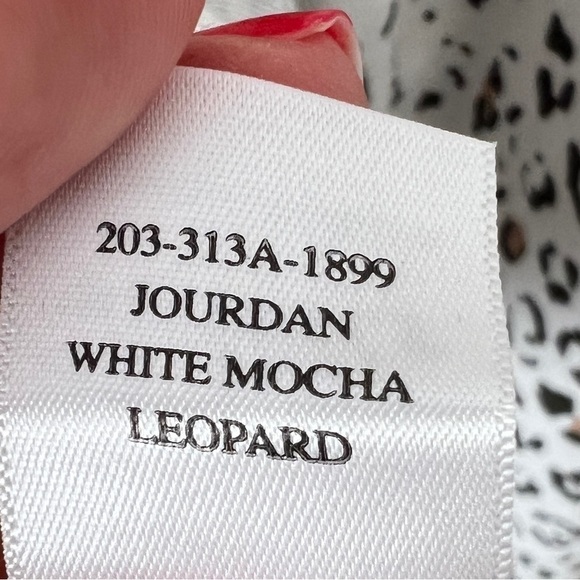 203-313A-1899
JOURDAN
WHITE MOCHA
LEOPARD